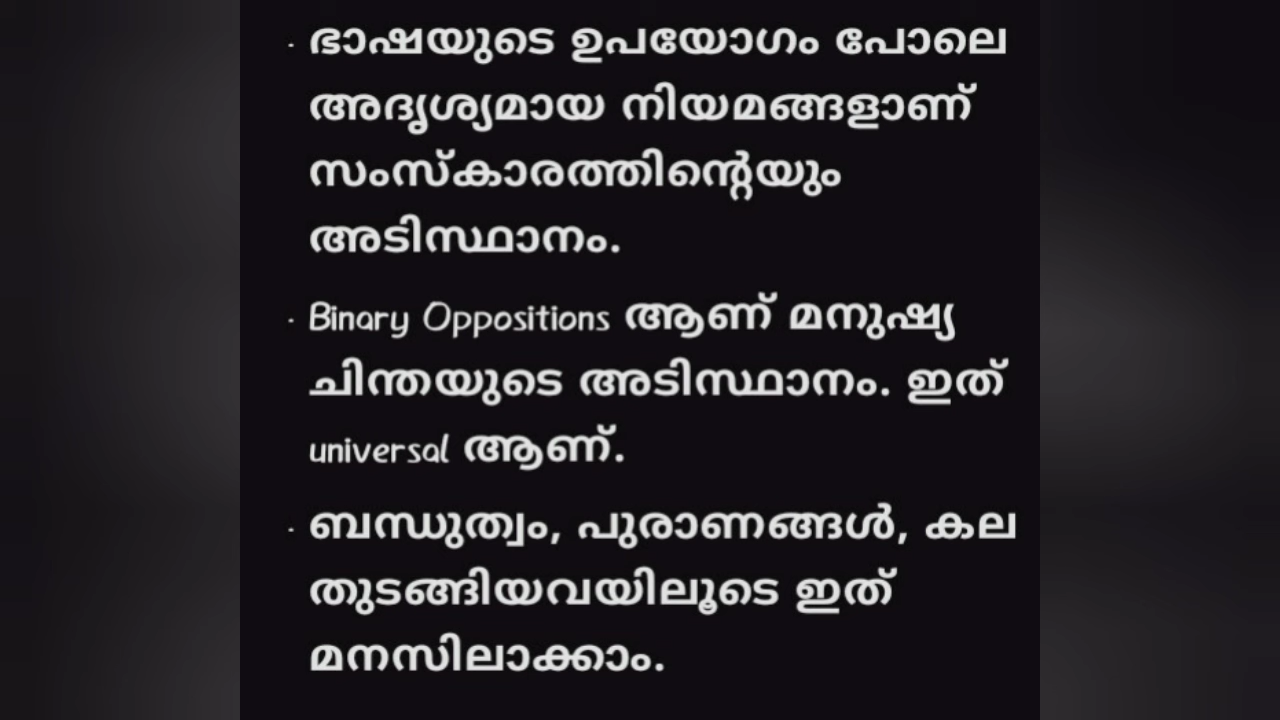 · ഭാഷയുടെ ഉപയോഗം പോലെ
അദൃശ്യമായ നിയമങ്ങളാണ്
സംസ്കാരത്തിന്റെയും
അടിസ്ഥാനം.
· Binary Oppositions ആണ് മനുഷ്യ
ചിന്തയുടെ അടിസ്ഥാനം. ഇത്
universal ആണ്.
· ബന്ധുത്വം, പുരാണങ്ങൾ, കല
തുടങ്ങിയവയിലൂടെ ഇത്
മനസിലാക്കാം.